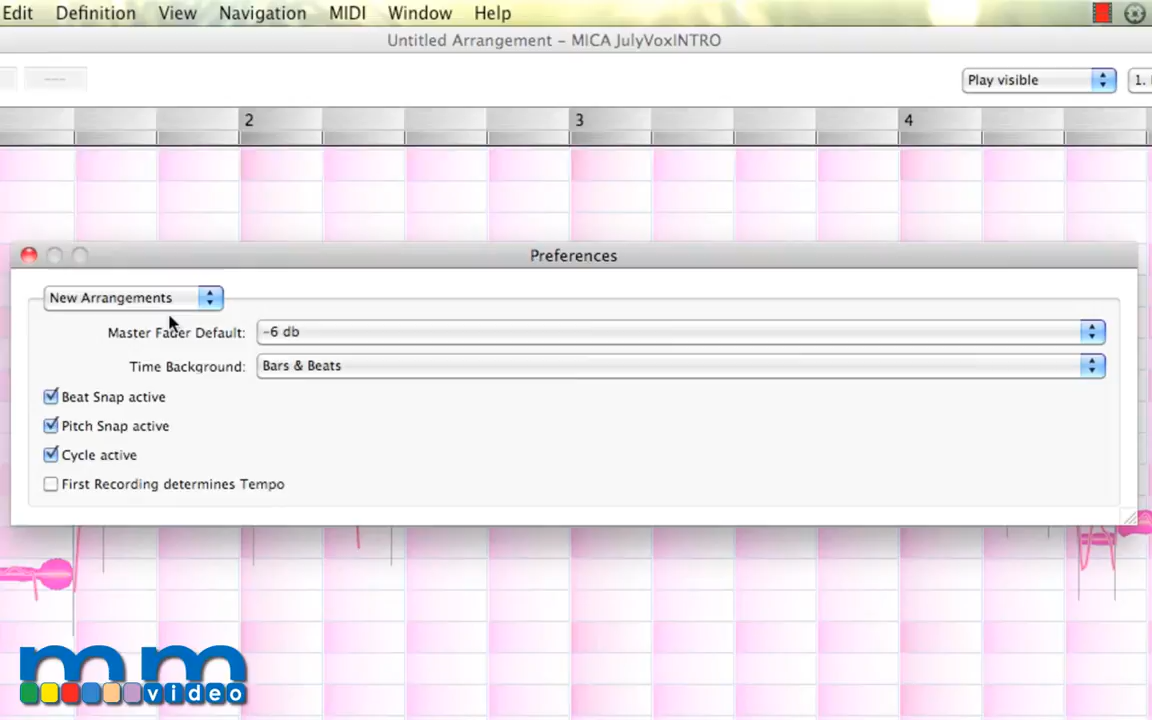 Edit Definition View Navigation MIDI Window Help
Untitled Arrangement – MICA JulyVoxINTRO
Play visible 1.
2 3 4
Preferences
New Arrangements
Master Fader Default: -6 db
Time Background: Bars & Beats
Beat Snap active
Pitch Snap active
Cycle active
First Recording determines Tempo
mm
video